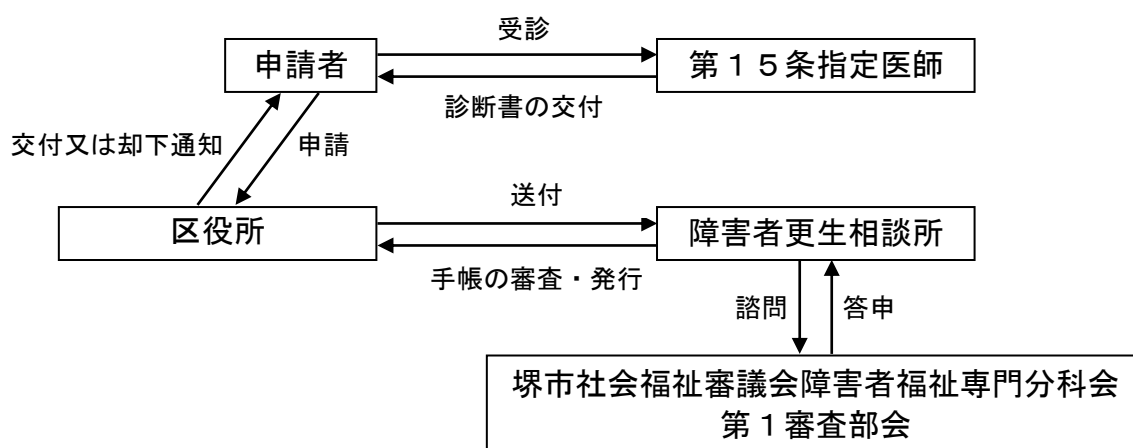 受診
申請者
第１５条指定医師
診断書の交付
交付又は却下通知
申請
送付
区役所
障害者更生相談所
手帳の審査・発行
諮問
答申
堺市社会福祉審議会障害者福祉専門分科会
第１審査部会